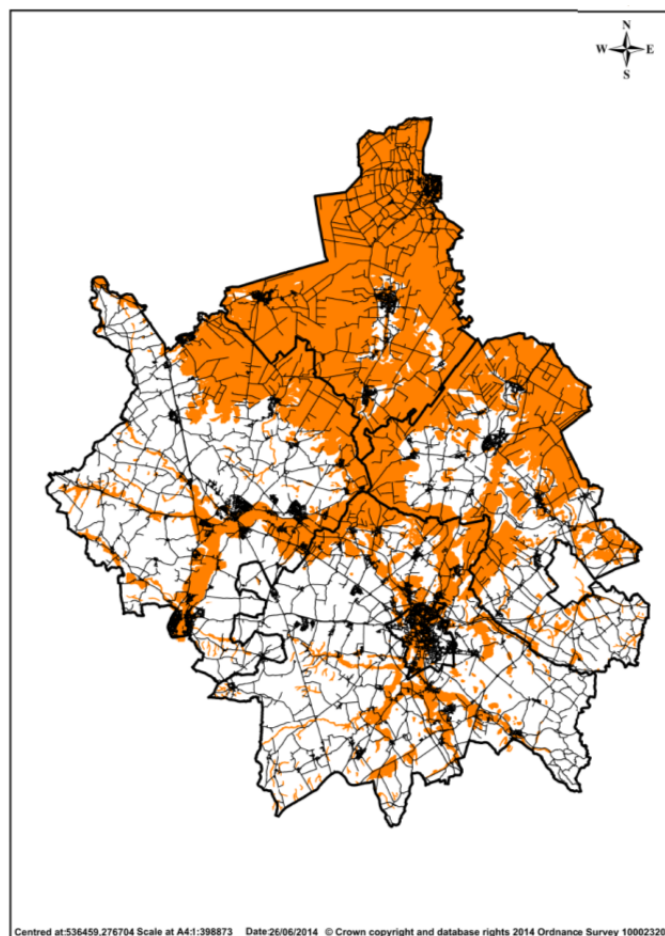 N
W E
S
Centred at:536459,276704 Scale at A4:1:398873 Date:26/06/2014 © Crown copyright and database rights 2014 Ordnance Survey 10002320